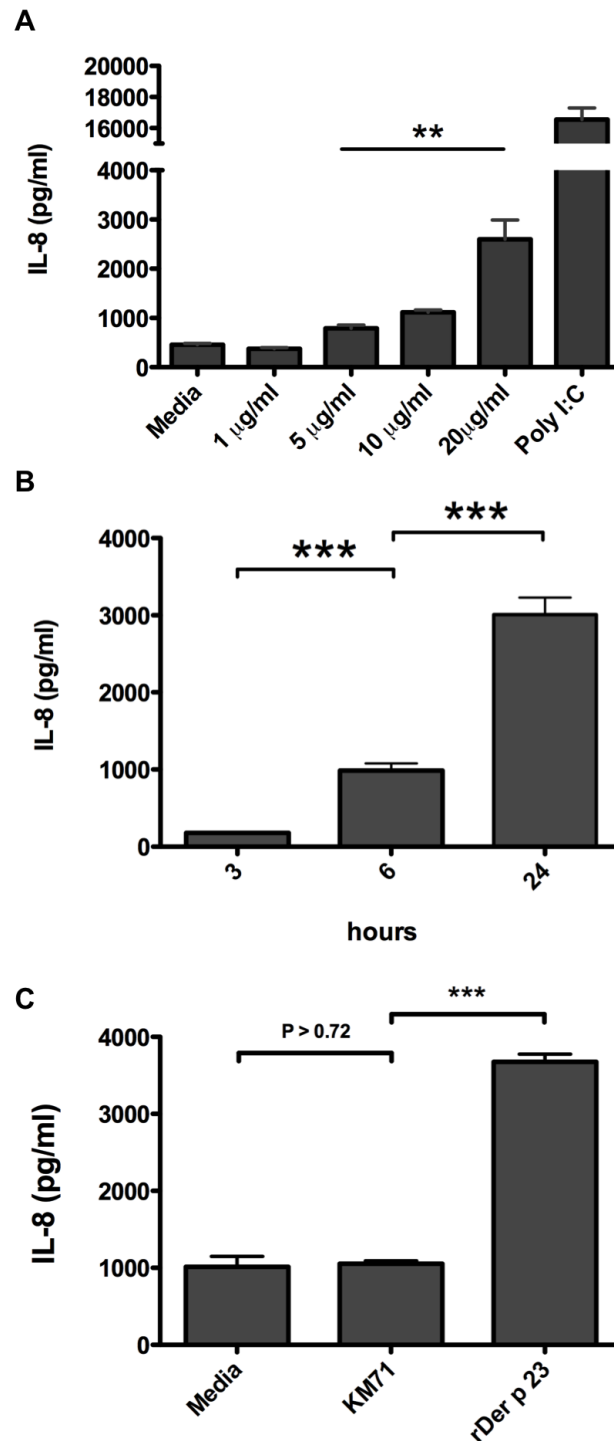 A
IL-8 (pg/ml)
20000
18000
16000
4000
3000
2000
1000
0
**
Media
1 μg/ml
5 μg/ml
10 μg/ml
20μg/ml
Poly I:C
B
IL-8 (pg/ml)
4000
3000
2000
1000
0
***
***
3
6
24
hours
C
IL-8 (pg/ml)
4000
3000
2000
1000
0
P > 0.72
***
Media
KM71
rDer p 23